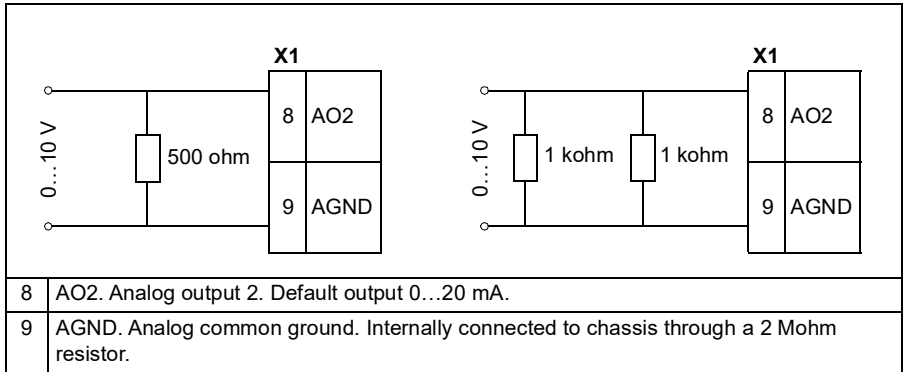 X1
8 AO2
0…10 V
500 ohm
9 AGND
X1
8 AO2
0…10 V
1 kohm
1 kohm
9 AGND
8 AO2. Analog output 2. Default output 0…20 mA.
9 AGND. Analog common ground. Internally connected to chassis through a 2 Mohm
resistor.